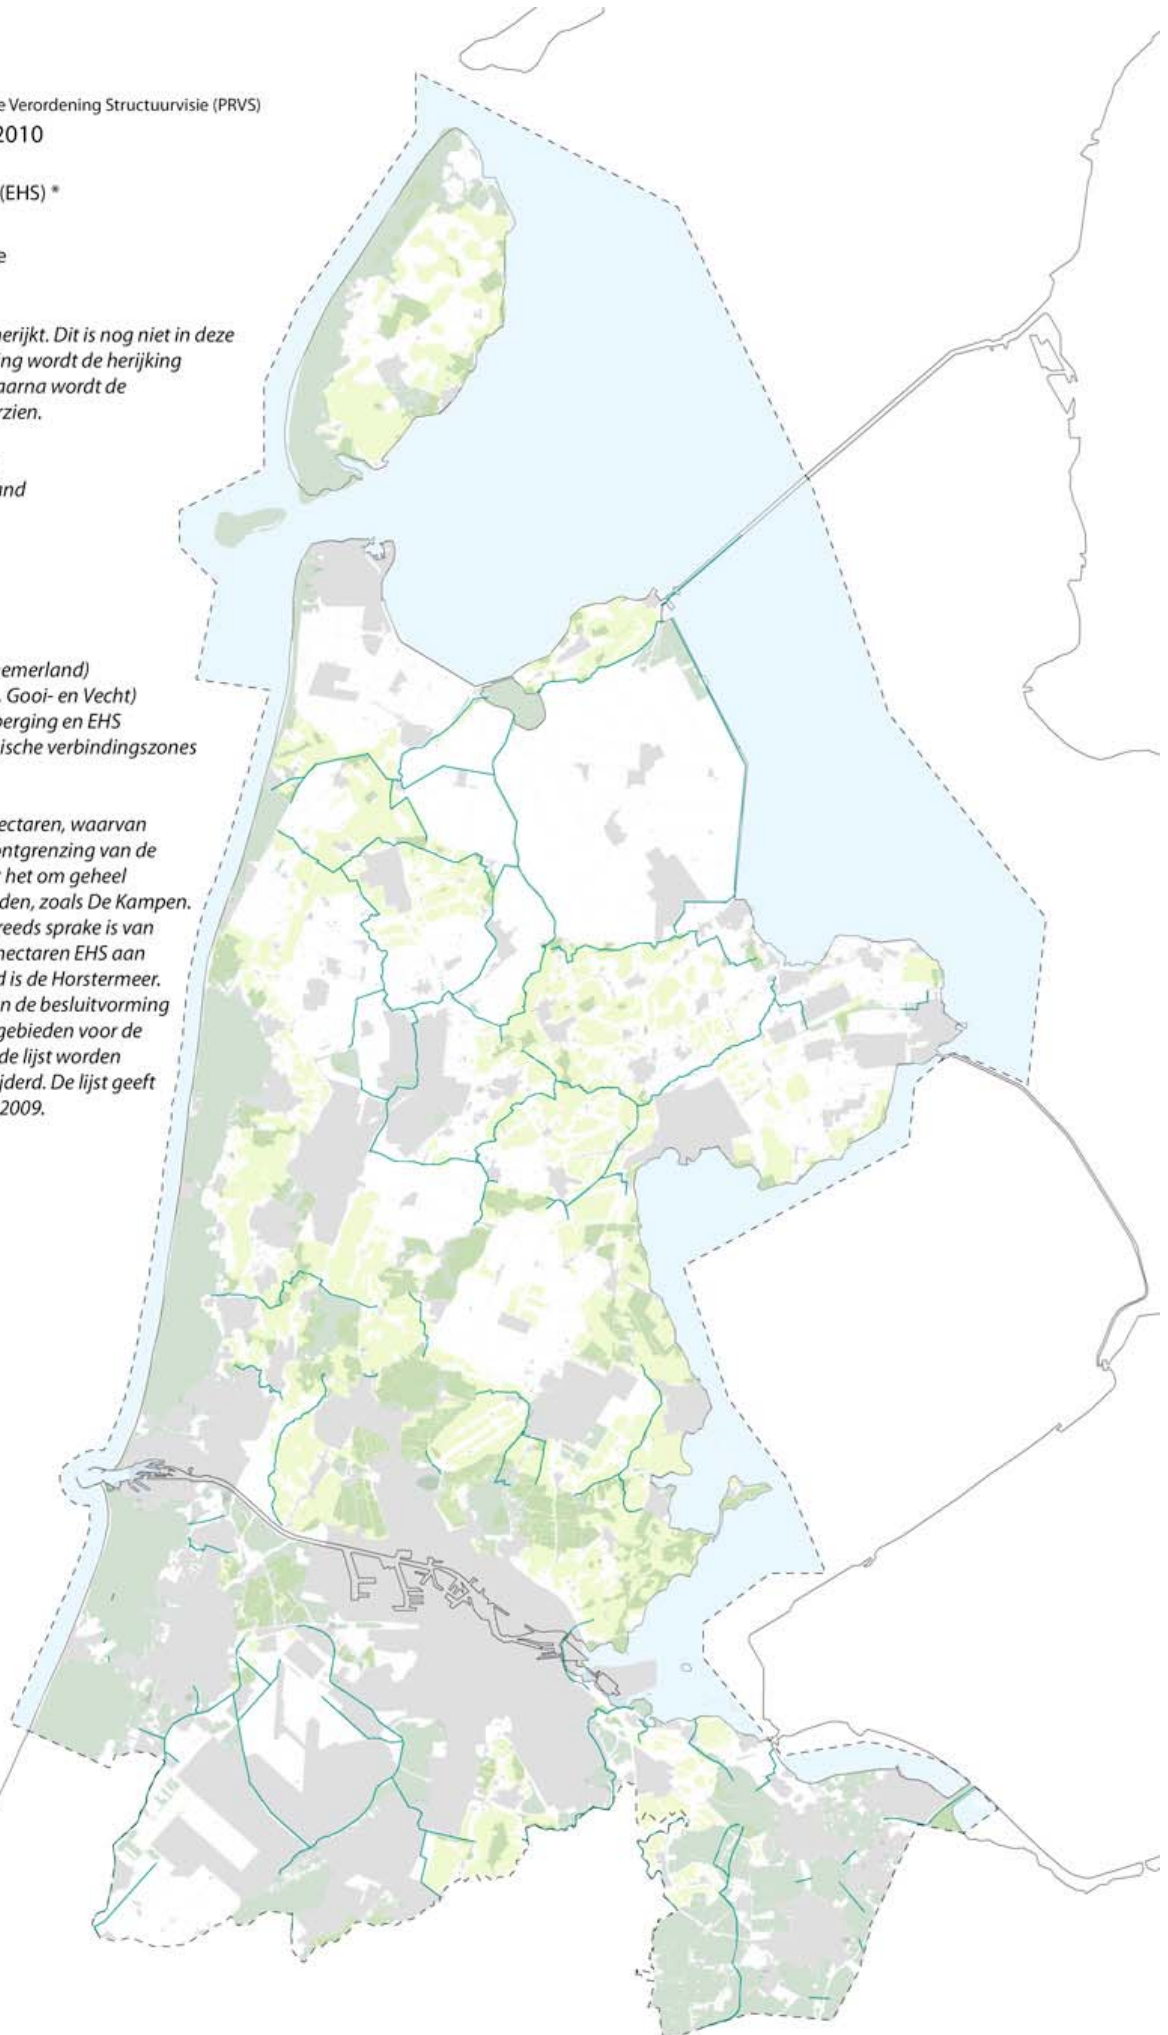 e Verordening Structuurvisie (PRVS)
2010
(EHS) *
e
herijkt. Dit is nog niet in deze
ing wordt de herijking
aarna wordt de
rzien.
and
emerland)
, Gooi- en Vecht)
berging en EHS
ische verbindingszones
ectaren, waarvan
ontgrenzing van de
het om geheel
den, zoals De Kampen.
reeds sprake is van
hectaren EHS aan
d is de Horstermeer.
n de besluitvorming
gebieden voor de
de lijst worden
jderd. De lijst geeft
2009.